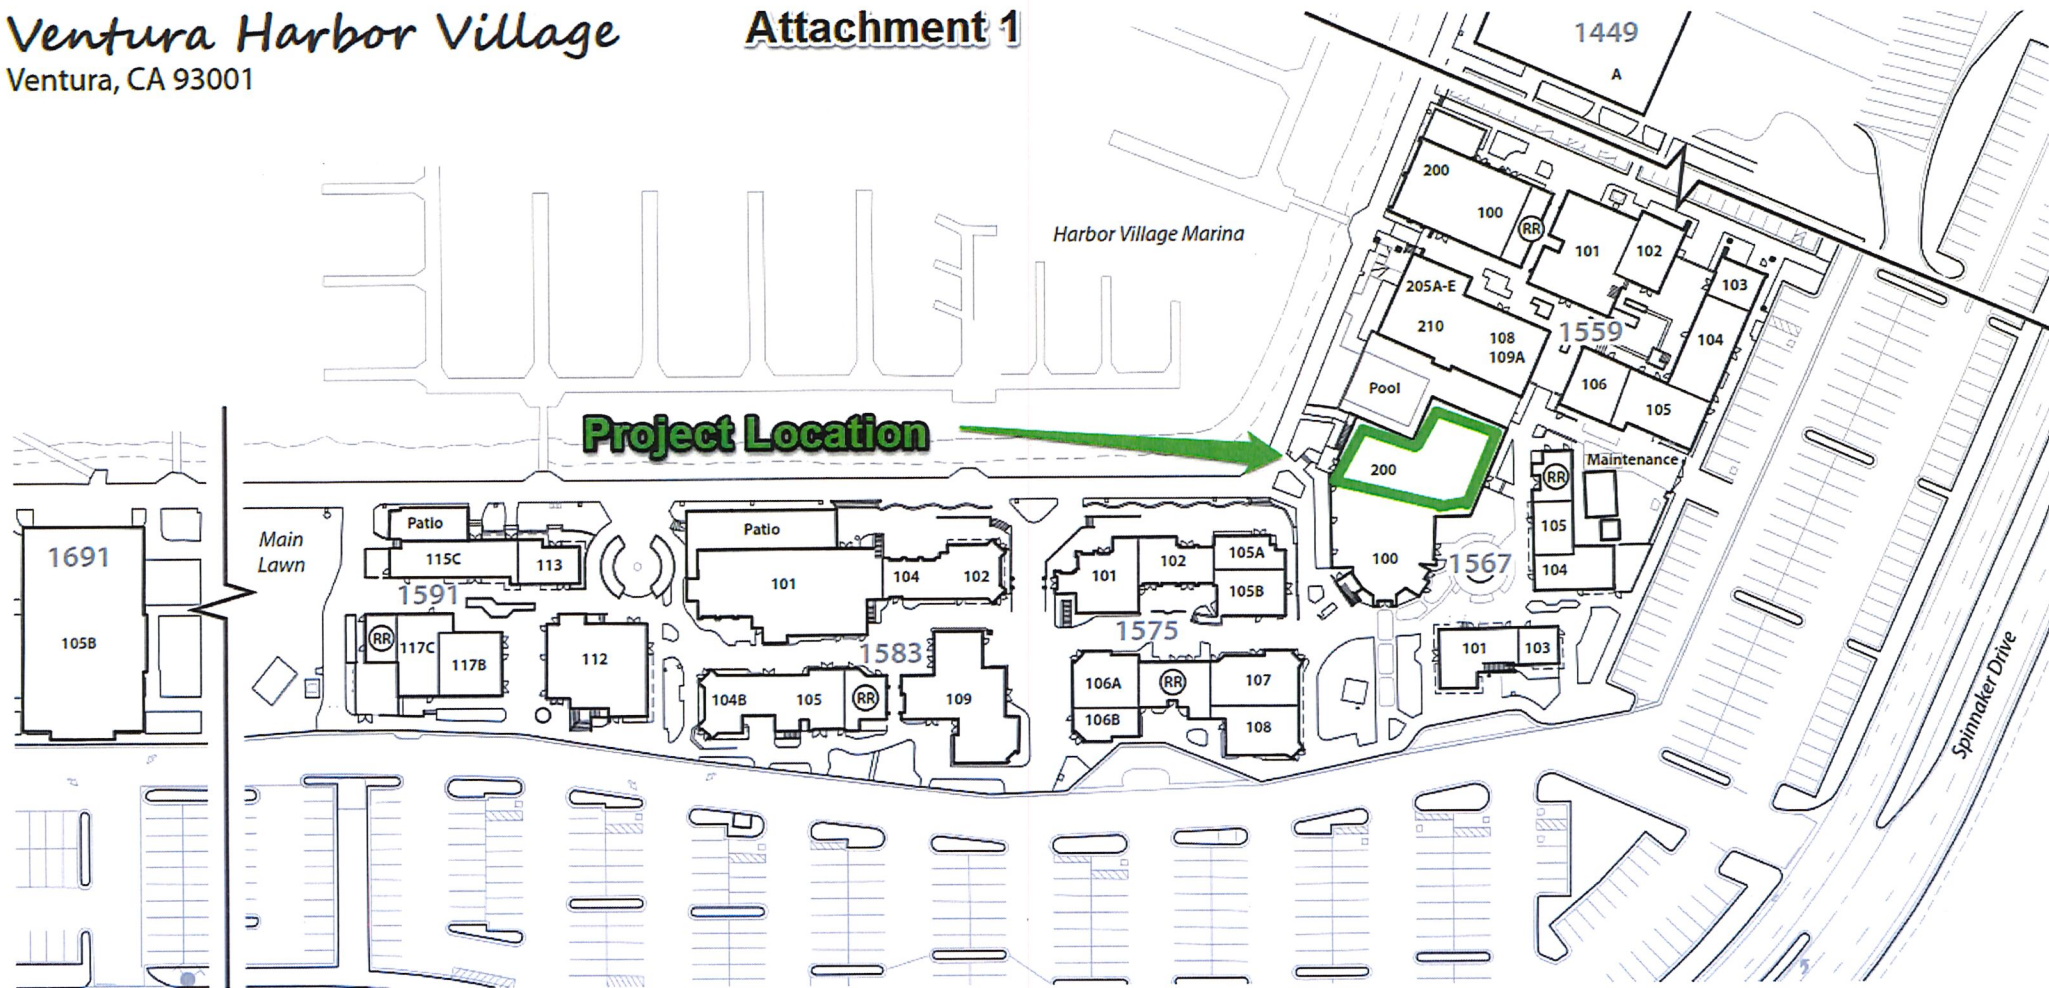 Ventura Harbor Village
Attachment 1
Ventura, CA 93001
1449
A
200
100
RR
101
102
103
Harbor Village Marina
205A-E
210
108
109A
1559
104
Pool
106
105
Project Location
200
Maintenance
RR
105
104
100
1567
101
103
Spinnaker Drive
1691
105B
Main
Lawn
Patio
115C
113
1591
RR
117C
117B
112
Patio
101
104
102
1583
104B
105
RR
109
101
102
105A
105B
1575
106A
RR
107
106B
108